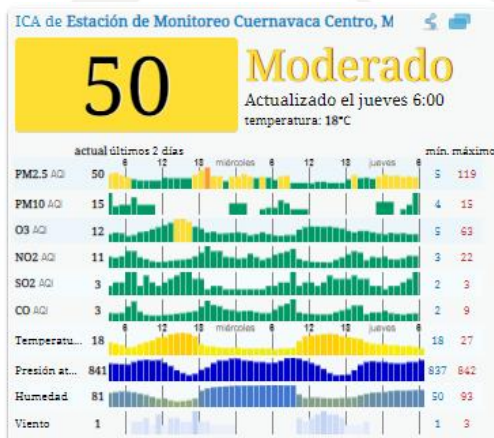 ICA de Estación de Monitoreo Cuernavaca Centro, M
50
Moderado
Actualizado el jueves 6:00
temperatura: 18°C
actual últimos 2 días mín. máximo
6 12 18 miércoles 6 12 18 jueves 6
PM2.5 AQI 50 5 119
PM10 AQI 15 4 15
O3 AQI 12 5 63
NO2 AQI 11 3 22
SO2 AQI 3 2 3
CO AQI 3 2 9
6 12 18 miércoles 6 12 18 jueves 6
Temperatu... 18 18 27
Presión at... 841 837 842
Humedad 81 50 93
Viento 1 1 3